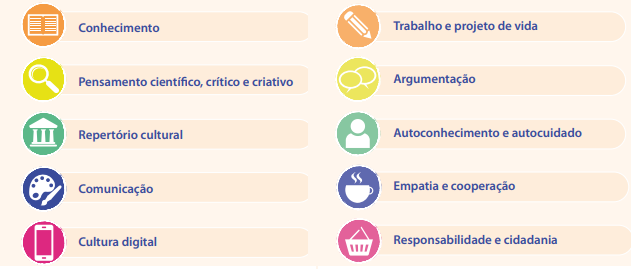 Conhecimento
Pensamento científico, crítico e criativo
Repertório cultural
Comunicação
Cultura digital
Trabalho e projeto de vida
Argumentação
Autoconhecimento e autocuidado
Empatia e cooperação
Responsabilidade e cidadania